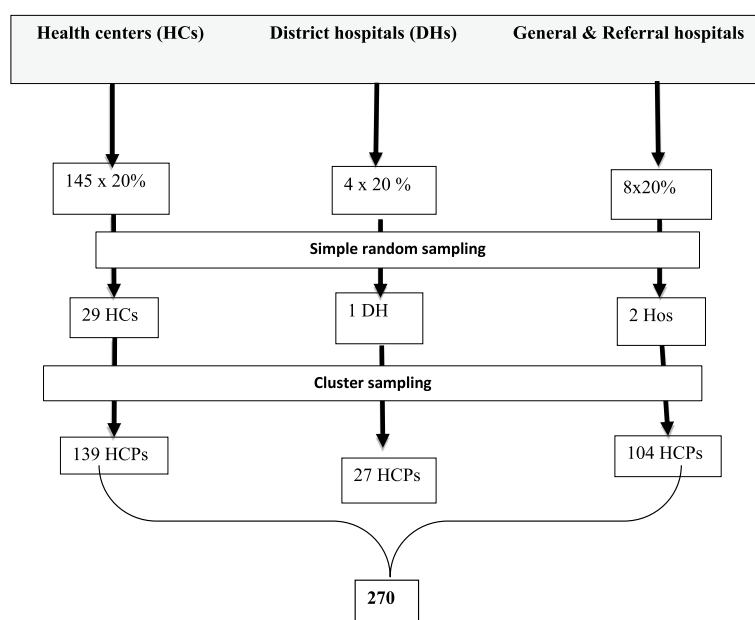 Health centers (HCs) District hospitals (DHs) General & Referral hospitals
145 x 20% 4 x 20 % 8x20%
Simple random sampling
29 HCs 1 DH 2 Hos
Cluster sampling
139 HCPs 27 HCPs 104 HCPs
270